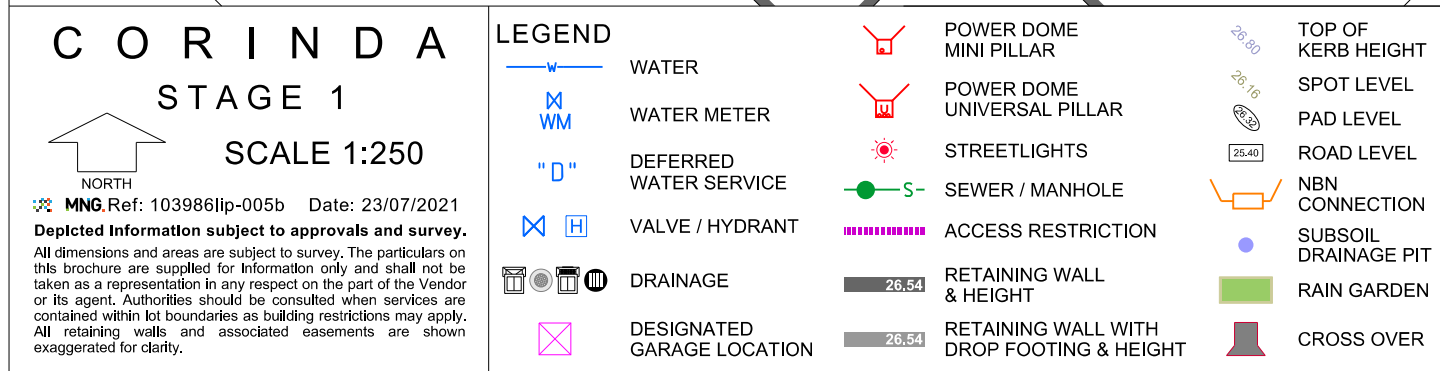 CORINDA
STAGE 1
SCALE 1:250
NORTH
MNG. Ref: 103986lip-005b Date: 23/07/2021
Depicted Information subject to approvals and survey.
All dimensions and areas are subject to survey. The particulars on
this brochure are supplied for information only and shall not be
taken as a representation in any respect on the part of the Vendor
or its agent. Authorities should be consulted when services are
contained within lot boundaries as building restrictions may apply.
All retaining walls and associated easements are shown
exaggerated for clarity.
LEGEND
w WATER
WM WATER METER
"D" DEFERRED
WATER SERVICE
H VALVE / HYDRANT
DRAINAGE
DESIGNATED
GARAGE LOCATION
POWER DOME
MINI PILLAR
U POWER DOME
UNIVERSAL PILLAR
STREETLIGHTS
S SEWER / MANHOLE
ACCESS RESTRICTION
26.54 RETAINING WALL
& HEIGHT
26.54 RETAINING WALL WITH
DROP FOOTING & HEIGHT
26.80 TOP OF
KERB HEIGHT
26.16 SPOT LEVEL
26.32 PAD LEVEL
25.40 ROAD LEVEL
NBN
CONNECTION
SUBSOIL
DRAINAGE PIT
RAIN GARDEN
CROSS OVER